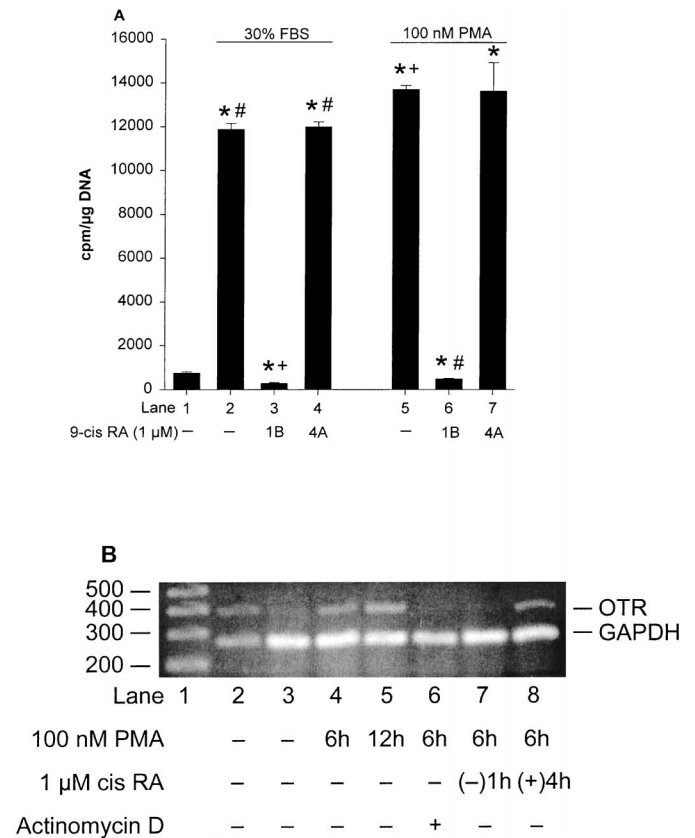 A
30% FBS 100 nM PMA
16000
14000
12000
10000
8000
6000
4000
2000
0
cpm/µg DNA
*# *+ *# *+ *# *
Lane 1 2 3 4 5 6 7
9-cis RA (1 µM) – – 1B 4A – 1B 4A
B
500 –
400 – – OTR
300 – – GAPDH
200 –
Lane 1 2 3 4 5 6 7 8
100 nM PMA – – 6h 12h 6h 6h 6h
1 µM cis RA – – – – – (–)1h (+)4h
Actinomycin D – – – – + – –